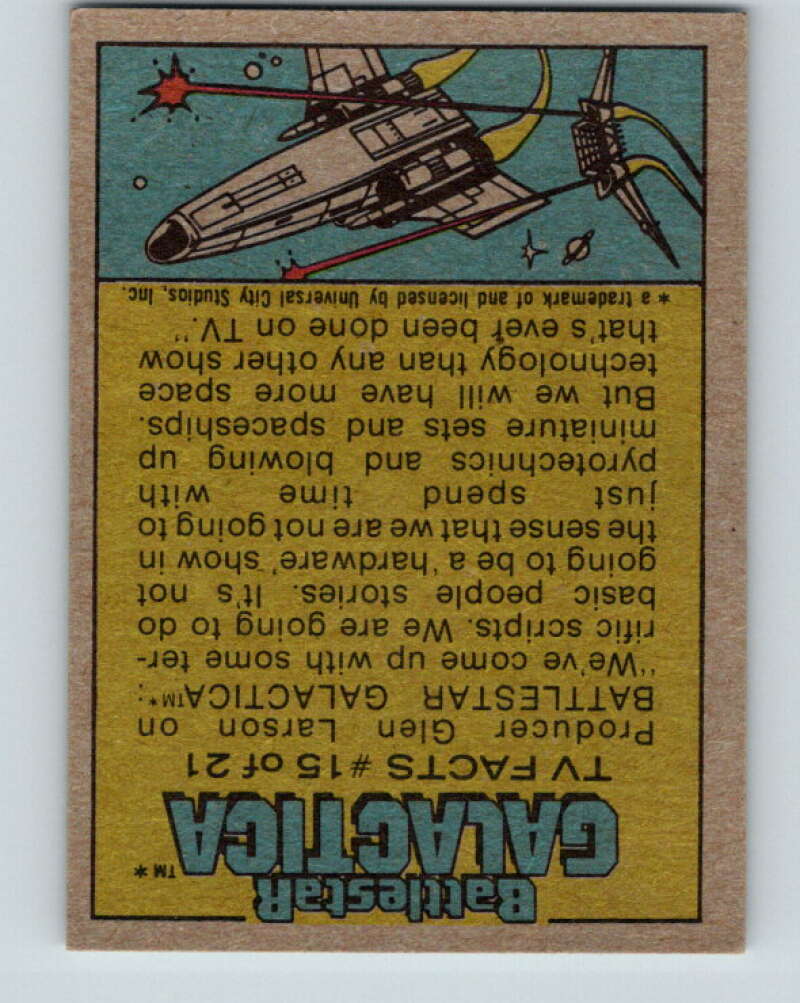 BattlestaR
GALACTICA™*
TV FACTS #15 of 21
Producer Glen Larson on
BATTLESTAR GALACTICA™*:
"We've come up with some ter-
rific scripts. We are going to do
basic people stories. It's not
going to be a 'hardware' show in
the sense that we are not going to
just spend time with
pyrotechnics and blowing up
miniature sets and spaceships.
But we will have more space
technology than any other show
that's ever been done on TV."
* a trademark of and licensed by Universal City Studios, Inc.